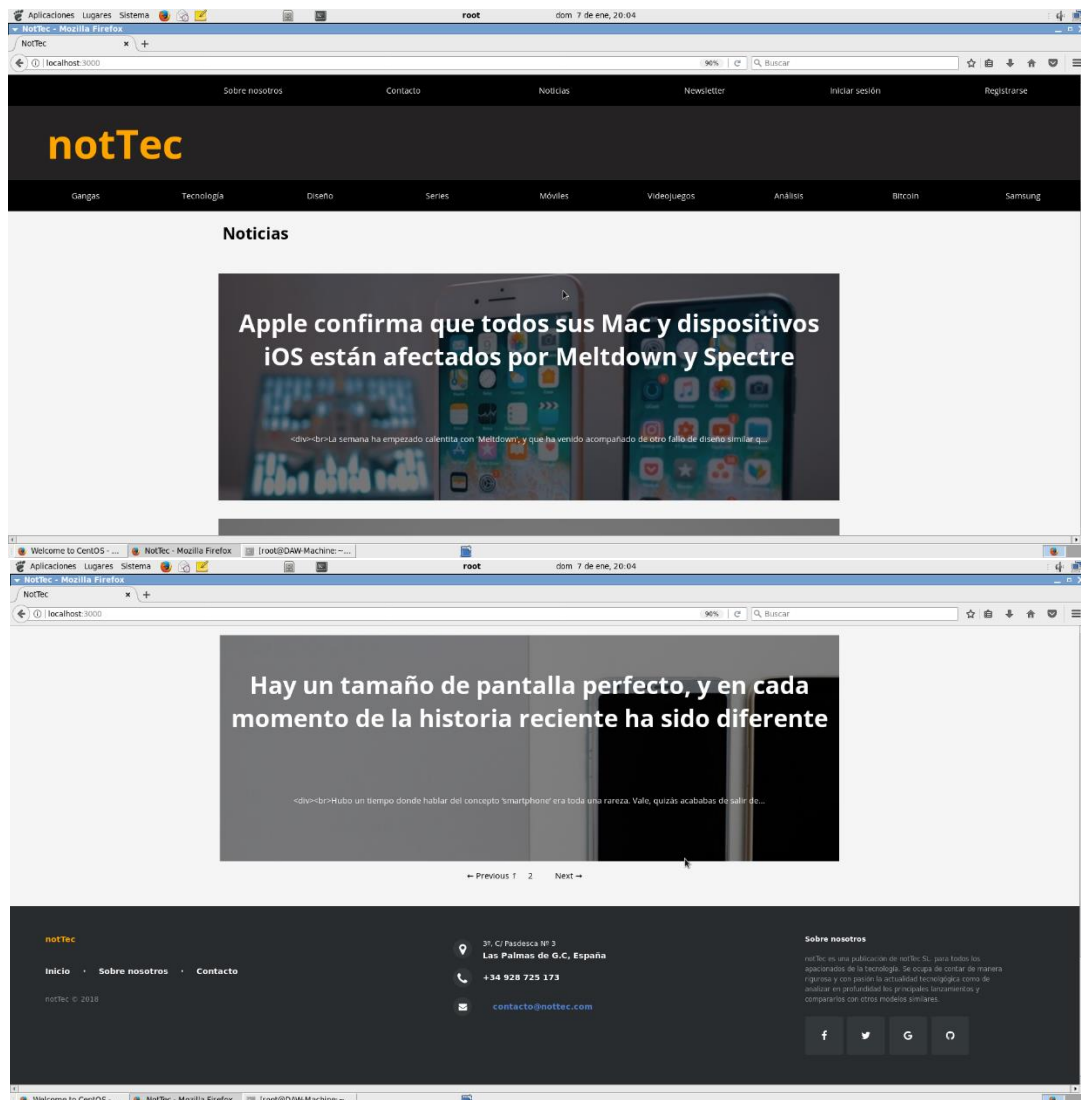 Aplicaciones Lugares Sistema root dom 7 de ene, 20:04
NotTec - Mozilla Firefox
NotTec
localhost:3000 90% Buscar
Sobre nosotros Contacto Noticias Newsletter Iniciar sesión Registrarse
notTec
Gangas Tecnología Diseño Series Móviles Videojuegos Análisis Bitcoin Samsung
Noticias
Apple confirma que todos sus Mac y dispositivos
iOS están afectados por Meltdown y Spectre
<div><br>La semana ha empezado calentita con 'Meltdown', y que ha venido acompañado de otro fallo de diseño similar q...
Welcome to CentOS - ... NotTec - Mozilla Firefox [root@DAW-Machine:~...
Aplicaciones Lugares Sistema root dom 7 de ene, 20:04
NotTec - Mozilla Firefox
NotTec
localhost:3000 90% Buscar
Hay un tamaño de pantalla perfecto, y en cada
momento de la historia reciente ha sido diferente
<div><br>Hubo un tiempo donde hablar del concepto 'smartphone' era toda una rareza. Vale, quizás acababas de salir de...
← Previous 1 2 Next →
notTec
Inicio · Sobre nosotros · Contacto
notTec © 2018
3º, C/ Pasdesca Nº 3
Las Palmas de G.C, España
+34 928 725 173
contacto@nottec.com
Sobre nosotros
notTec es una publicación de notTec SL. para todos los
apacionados de la tecnología. Se ocupa de contar de manera
rigurosa y con pasión la actualidad tecnolgógica como de
analizar en profundidad los principales lanzamientos y
compararlos con otros modelos similares.
Welcome to CentOS - ... NotTec - Mozilla Firefox [root@DAW-Machine:~...